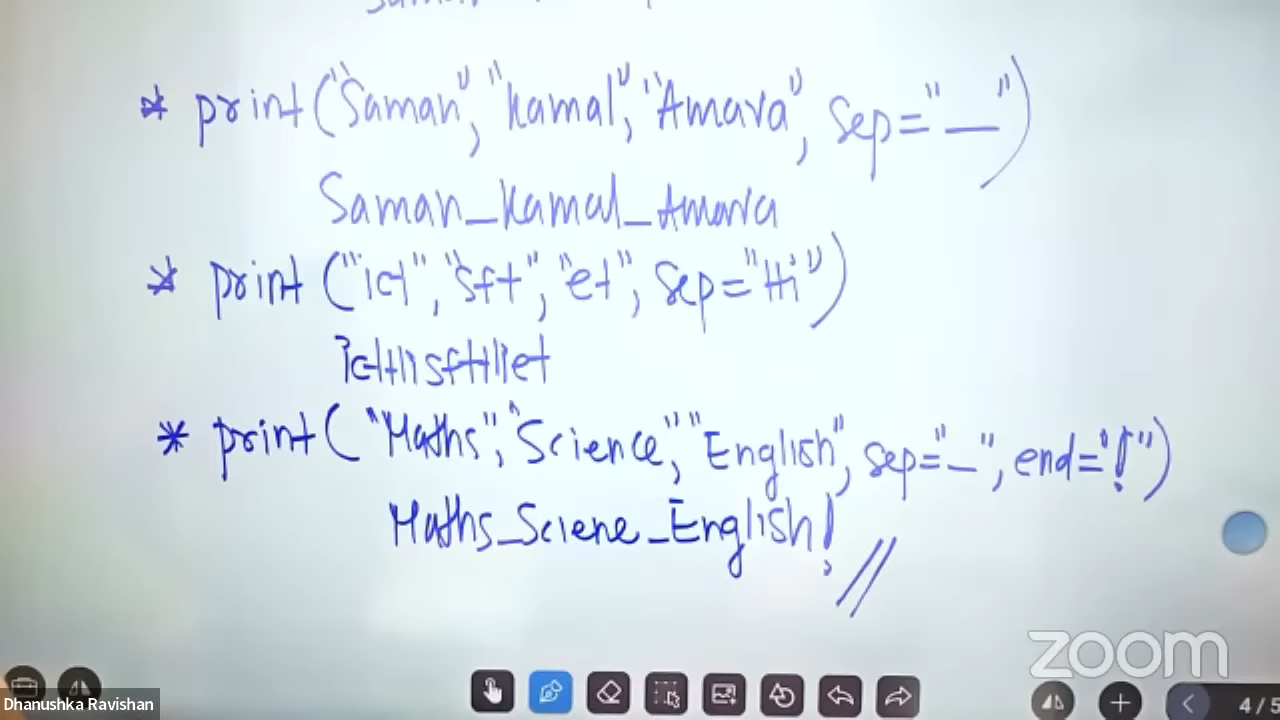 * print("Saman", "Kamal", "Amara", sep="_")
Saman_Kamal_Amara
* print ("ict", "sft", "et", sep="Hi")
ictHisftHiet
* print("Maths", "Science," "English", sep="_", end="!")
Maths_Sciene_English!
zoom
Dhanushka Ravishan
4/5